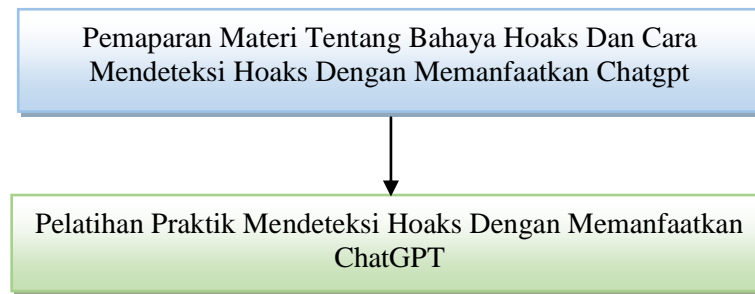 Pemaparan Materi Tentang Bahaya Hoaks Dan Cara
Mendeteksi Hoaks Dengan Memanfaatkan Chatgpt
Pelatihan Praktik Mendeteksi Hoaks Dengan Memanfaatkan
ChatGPT